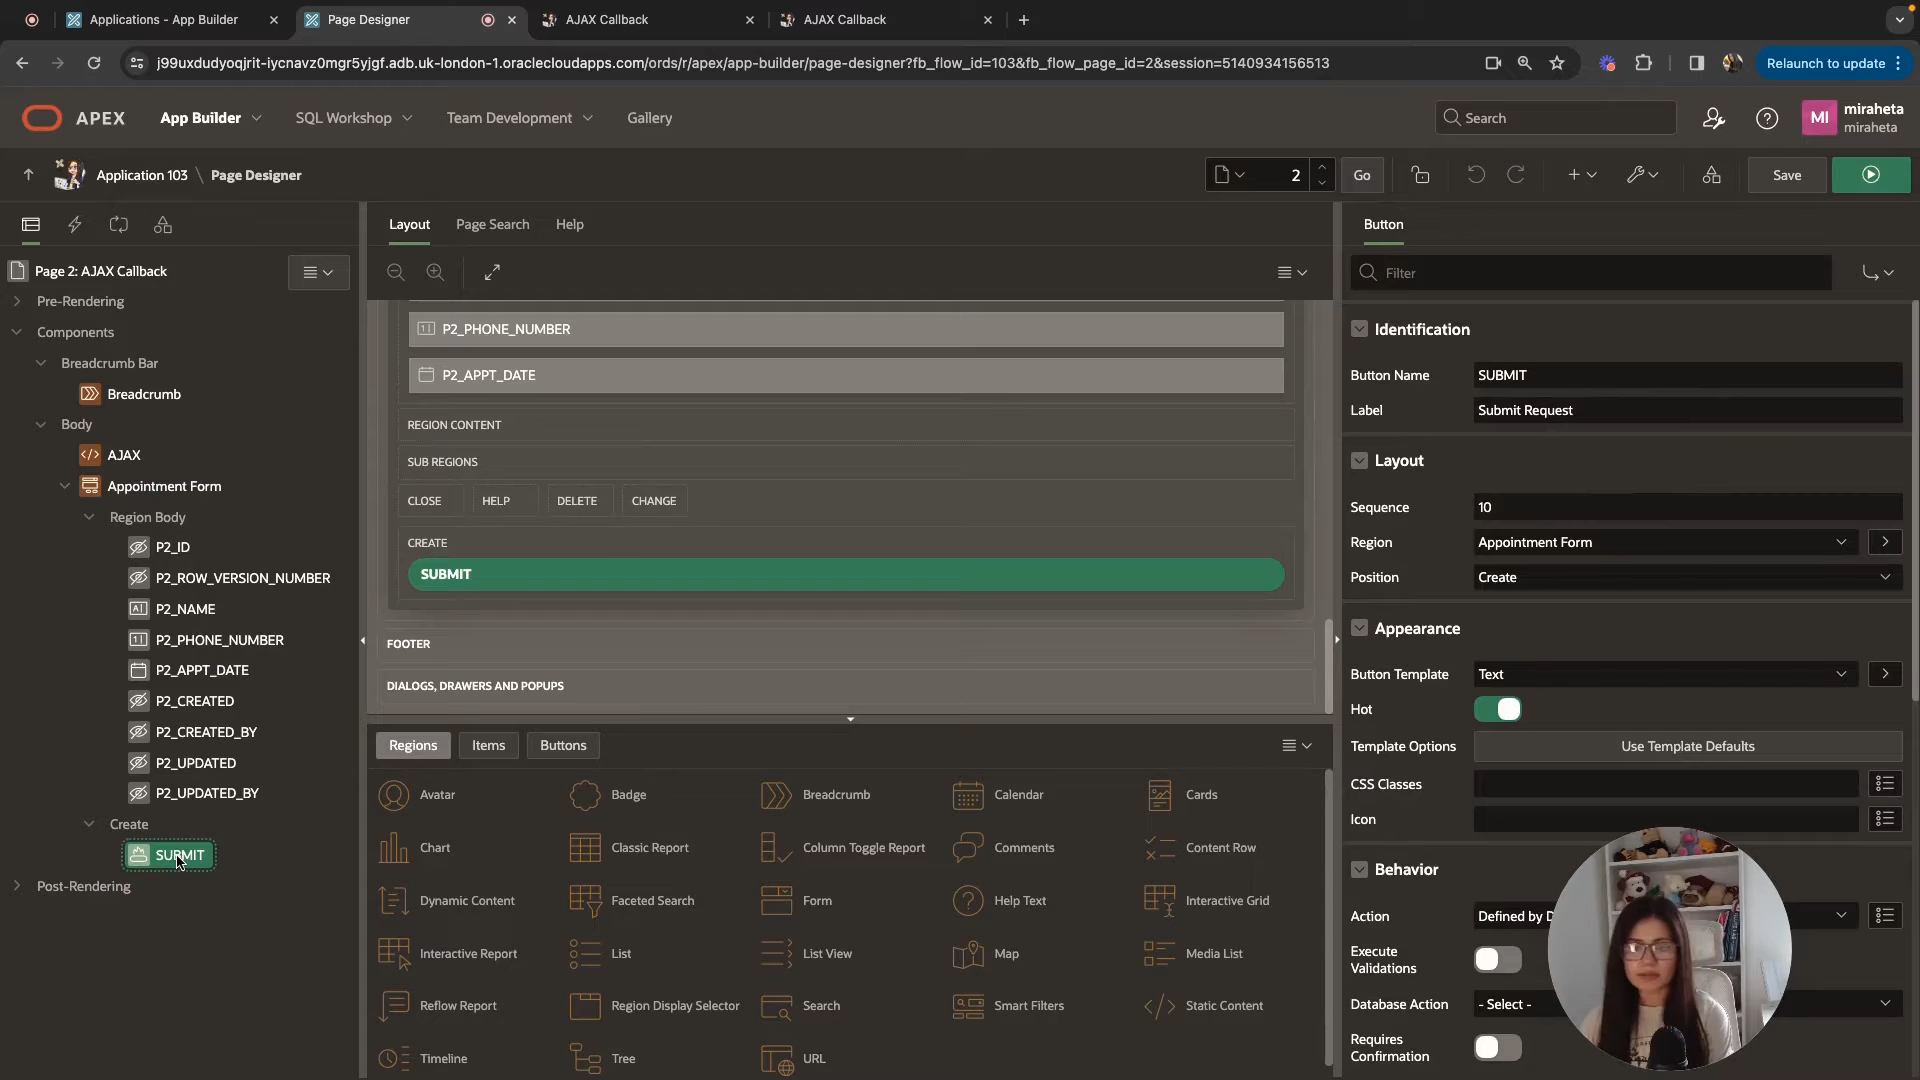 Applications - App Builder
Page Designer
AJAX Callback
AJAX Callback
j99uxdudyoqjrit-iycnavz0mgr5yjgf.adb.uk-london-1.oraclecloudapps.com/ords/r/apex/app-builder/page-designer?fb_flow_id=103&fb_flow_page_id=2&session=5140934156513
Relaunch to update
APEX
App Builder
SQL Workshop
Team Development
Gallery
Search
MI
miraheta
miraheta
Application 103 \ Page Designer
2
Go
Save
Page 2: AJAX Callback
Pre-Rendering
Components
Breadcrumb Bar
Breadcrumb
Body
AJAX
Appointment Form
Region Body
P2_ID
P2_ROW_VERSION_NUMBER
P2_NAME
P2_PHONE_NUMBER
P2_APPT_DATE
P2_CREATED
P2_CREATED_BY
P2_UPDATED
P2_UPDATED_BY
Create
SUBMIT
Post-Rendering
Layout
Page Search
Help
P2_PHONE_NUMBER
P2_APPT_DATE
REGION CONTENT
SUB REGIONS
CLOSE
HELP
DELETE
CHANGE
CREATE
SUBMIT
FOOTER
DIALOGS, DRAWERS AND POPUPS
Regions
Items
Buttons
Avatar
Badge
Breadcrumb
Calendar
Cards
Chart
Classic Report
Column Toggle Report
Comments
Content Row
Dynamic Content
Faceted Search
Form
Help Text
Interactive Grid
Interactive Report
List
List View
Map
Media List
Reflow Report
Region Display Selector
Search
Smart Filters
Static Content
Timeline
Tree
URL
Button
Filter
Identification
Button Name
SUBMIT
Label
Submit Request
Layout
Sequence
10
Region
Appointment Form
Position
Create
Appearance
Button Template
Text
Hot
Template Options
Use Template Defaults
CSS Classes
Icon
Behavior
Action
Defined by D
Execute
Validations
Database Action
- Select -
Requires
Confirmation